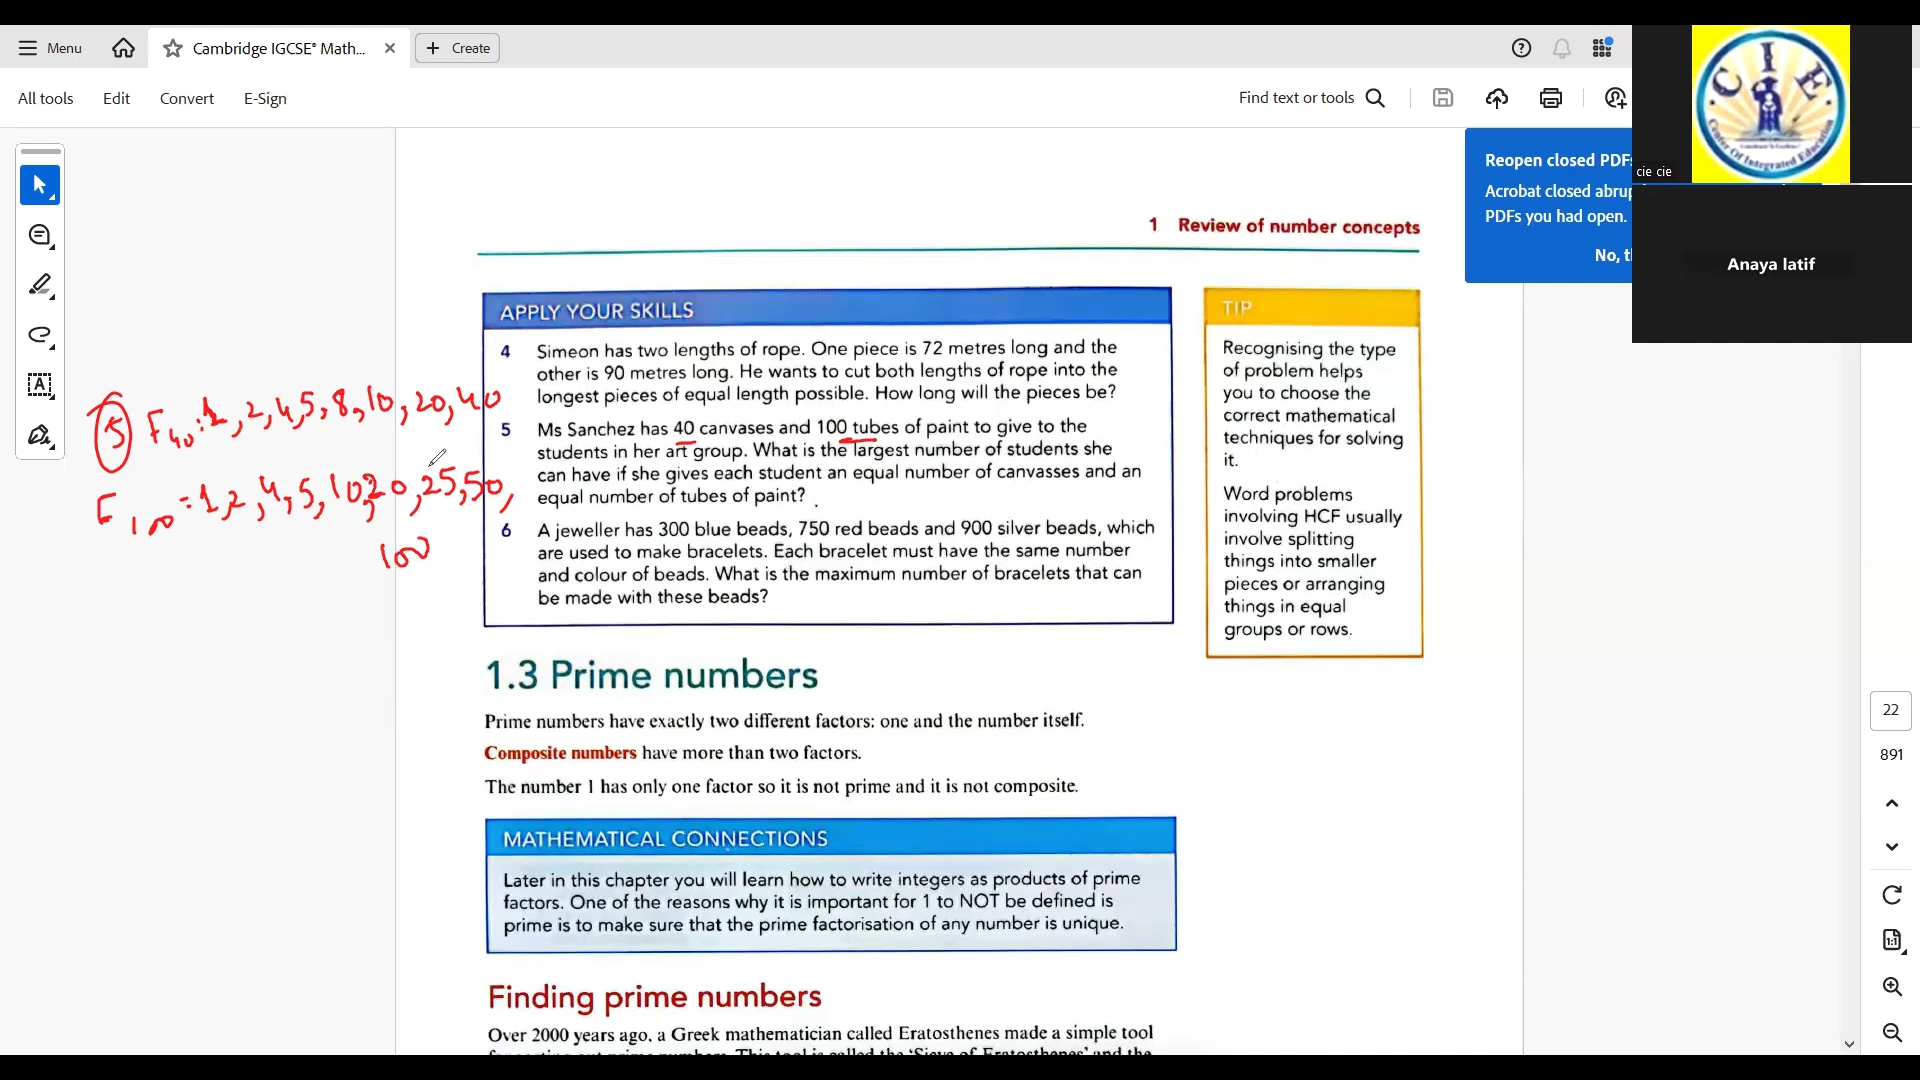 Menu
Cambridge IGCSE® Math...
Create
All tools
Edit
Convert
E-Sign
Find text or tools
CIE
Center Of Integrated Education
cie cie
Anaya latif
Reopen closed PDFs
Acrobat closed abrup
PDFs you had open.
No, t
1 Review of number concepts
APPLY YOUR SKILLS
4 Simeon has two lengths of rope. One piece is 72 metres long and the
other is 90 metres long. He wants to cut both lengths of rope into the
longest pieces of equal length possible. How long will the pieces be?
5 Ms Sanchez has 40 canvases and 100 tubes of paint to give to the
students in her art group. What is the largest number of students she
can have if she gives each student an equal number of canvasses and an
equal number of tubes of paint?
6 A jeweller has 300 blue beads, 750 red beads and 900 silver beads, which
are used to make bracelets. Each bracelet must have the same number
and colour of beads. What is the maximum number of bracelets that can
be made with these beads?
TIP
Recognising the type
of problem helps
you to choose the
correct mathematical
techniques for solving
it.
Word problems
involving HCF usually
involve splitting
things into smaller
pieces or arranging
things in equal
groups or rows.
5 F40: 1, 2, 4, 5, 8, 10, 20, 40
F100 = 1, 2, 4, 5, 10, 20, 25, 50,
100
1.3 Prime numbers
Prime numbers have exactly two different factors: one and the number itself.
Composite numbers have more than two factors.
The number 1 has only one factor so it is not prime and it is not composite.
MATHEMATICAL CONNECTIONS
Later in this chapter you will learn how to write integers as products of prime
factors. One of the reasons why it is important for 1 to NOT be defined is
prime is to make sure that the prime factorisation of any number is unique.
Finding prime numbers
Over 2000 years ago, a Greek mathematician called Eratosthenes made a simple tool
22
891
1:1